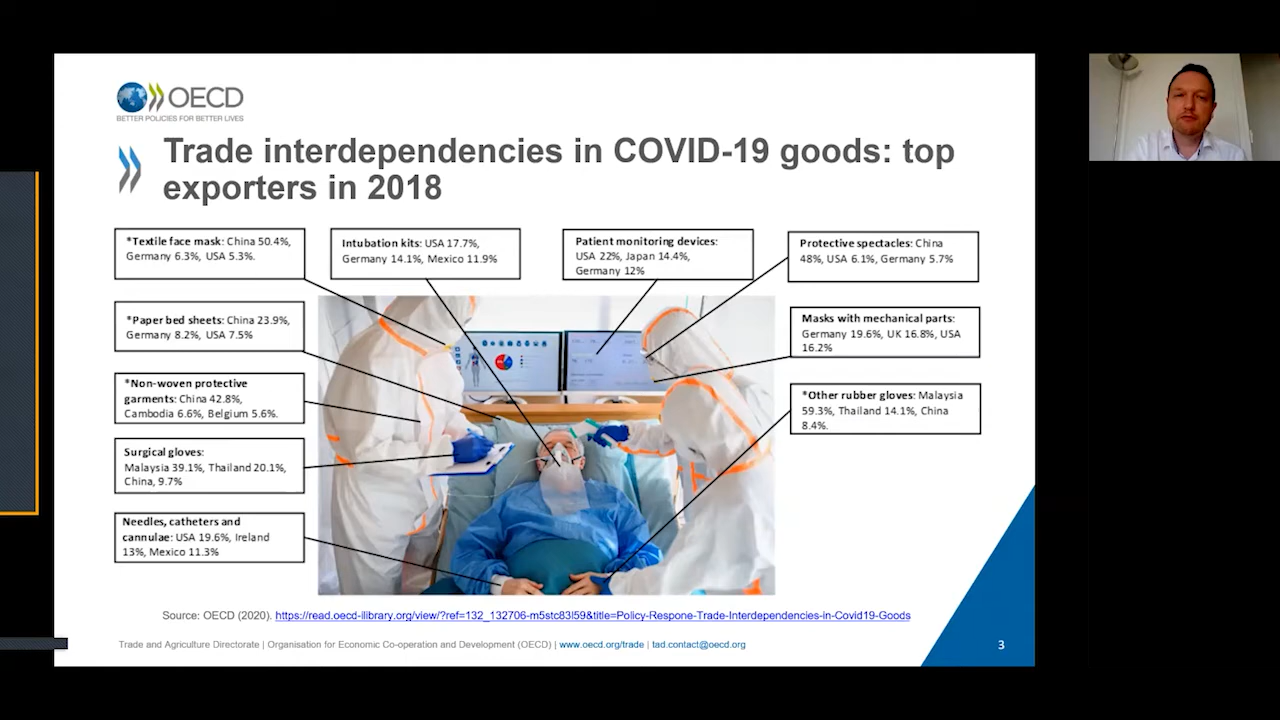 OECD
BETTER POLICIES FOR BETTER LIVES
Trade interdependencies in COVID-19 goods: top
exporters in 2018
*Textile face mask: China 50.4%,
Germany 6.3%, USA 5.3%.
Intubation kits: USA 17.7%,
Germany 14.1%, Mexico 11.9%
Patient monitoring devices:
USA 22%, Japan 14.4%,
Germany 12%
Protective spectacles: China
48%, USA 6.1%, Germany 5.7%
*Paper bed sheets: China 23.9%,
Germany 8.2%, USA 7.5%
Masks with mechanical parts:
Germany 19.6%, UK 16.8%, USA
16.2%
*Non-woven protective
garments: China 42.8%,
Cambodia 6.6%, Belgium 5.6%.
*Other rubber gloves: Malaysia
59.3%, Thailand 14.1%, China
8.4%.
Surgical gloves:
Malaysia 39.1%, Thailand 20.1%,
China, 9.7%
Needles, catheters and
cannulae: USA 19.6%, Ireland
13%, Mexico 11.3%
Source: OECD (2020). https://read.oecd-ilibrary.org/view/?ref=132_132706-m5stc83l59&title=Policy-Respone-Trade-Interdependencies-in-Covid19-Goods
Trade and Agriculture Directorate | Organisation for Economic Co-operation and Development (OECD) | www.oecd.org/trade | tad.contact@oecd.org
3